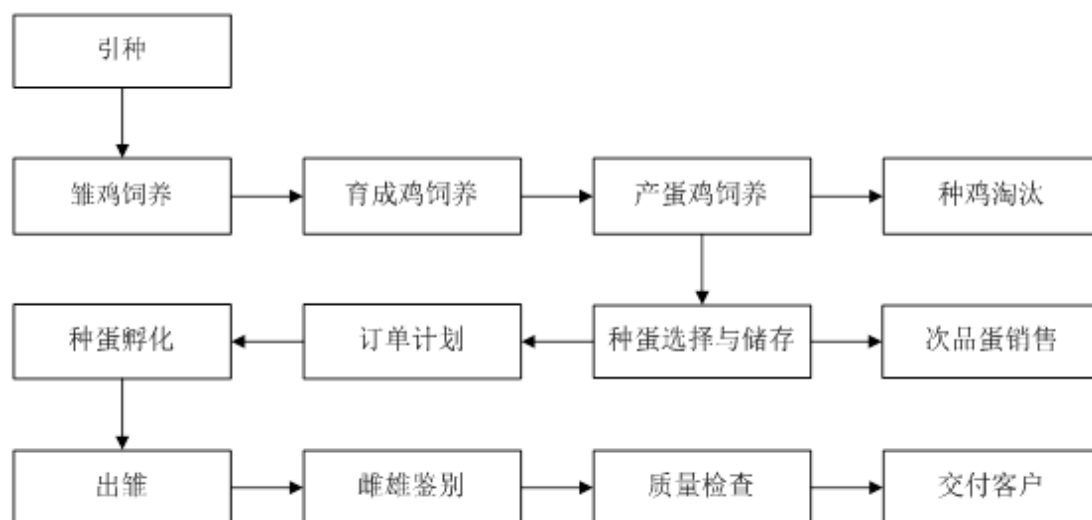 引种
雏鸡饲养
育成鸡饲养
产蛋鸡饲养
种鸡淘汰
种蛋孵化
订单计划
种蛋选择与储存
次品蛋销售
出雏
雌雄鉴别
质量检查
交付客户